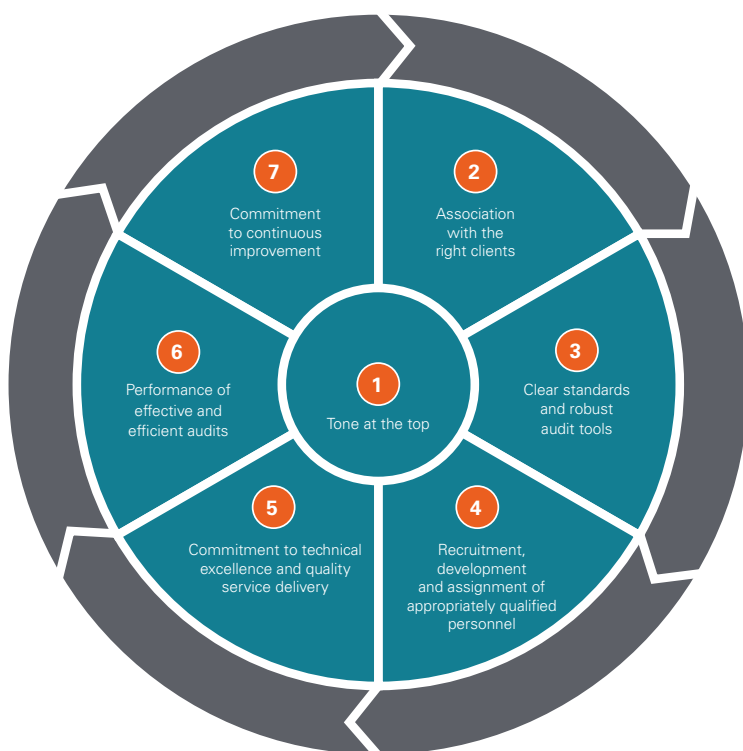 1
Tone at the top
2
Association
with the
right clients
3
Clear standards
and robust
audit tools
4
Recruitment,
development
and assignment of
appropriately qualified
personnel
5
Commitment to technical
excellence and quality
service delivery
6
Performance of
effective and
efficient audits
7
Commitment
to continuous
improvement